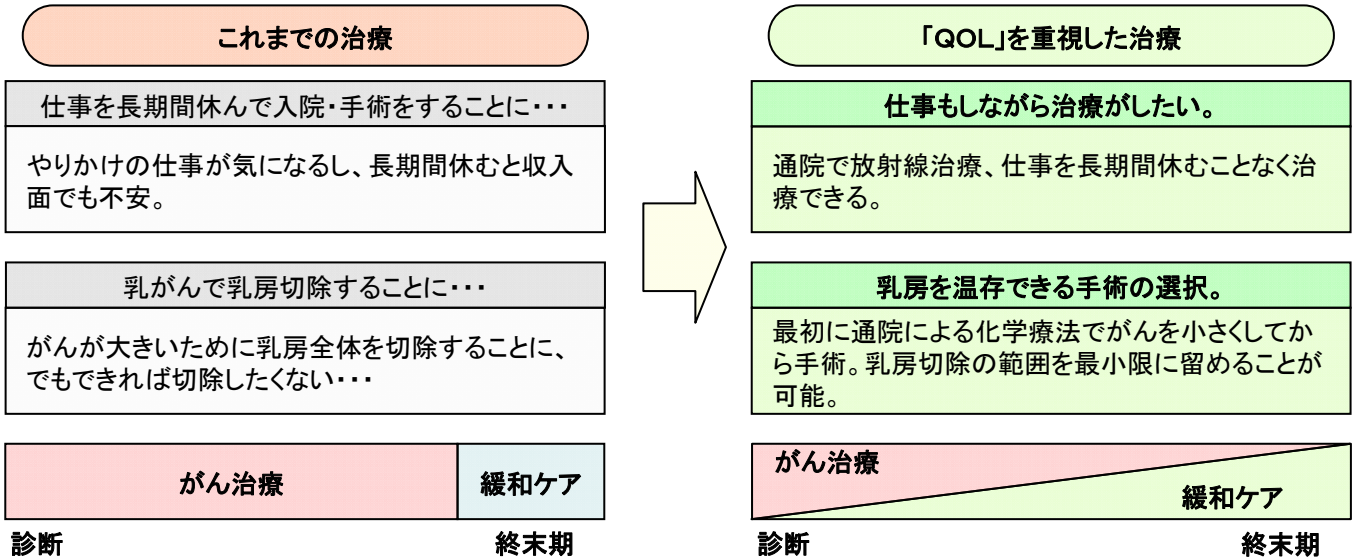 これまでの治療
仕事を長期間休んで入院・手術をすることに・・・
やりかけの仕事が気になるし、長期間休むと収入
面でも不安。
乳がんで乳房切除することに・・・
がんが大きいために乳房全体を切除することに、
でもできれば切除したくない・・・
がん治療
緩和ケア
診断
終末期
「QOL」を重視した治療
仕事もしながら治療がしたい。
通院で放射線治療、仕事を長期間休むことなく治
療できる。
乳房を温存できる手術の選択。
最初に通院による化学療法でがんを小さくしてか
ら手術。乳房切除の範囲を最小限に留めることが
可能。
がん治療
緩和ケア
診断
終末期